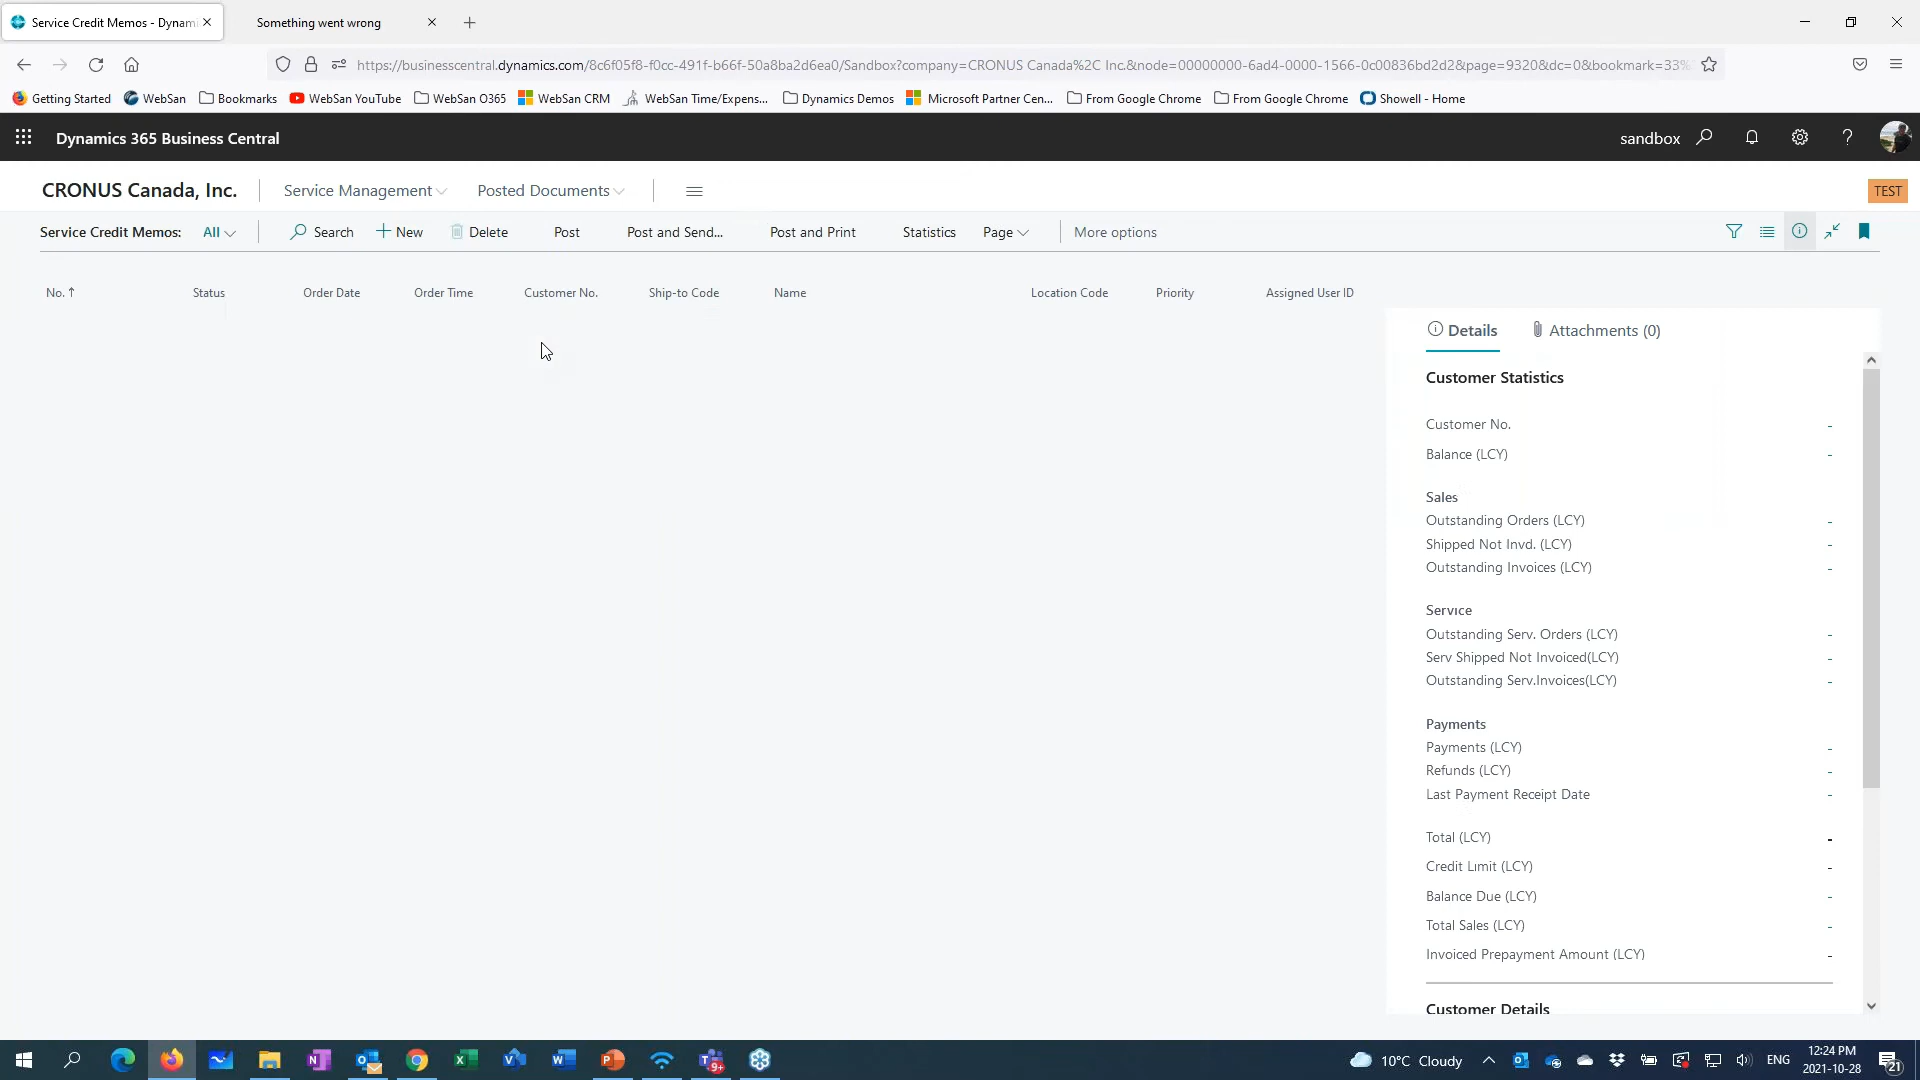 Service Credit Memos - Dynami
Something went wrong
https://businesscentral.dynamics.com/8c6f05f8-f0cc-491f-b66f-50a8ba2d6ea0/Sandbox?company=CRONUS Canada%2C Inc.&node=00000000-6ad4-0000-1566-0c00836bd2d2&page=9320&dc=0&bookmark=33%
Getting Started WebSan Bookmarks WebSan YouTube WebSan O365 WebSan CRM WebSan Time/Expens... Dynamics Demos Microsoft Partner Cen... From Google Chrome From Google Chrome Showell - Home
Dynamics 365 Business Central sandbox ?
CRONUS Canada, Inc. Service Management Posted Documents TEST
Service Credit Memos: All Search + New Delete Post Post and Send... Post and Print Statistics Page More options
No. ↑ Status Order Date Order Time Customer No. Ship-to Code Name Location Code Priority Assigned User ID
Details Attachments (0)
Customer Statistics
Customer No. -
Balance (LCY) -
Sales
Outstanding Orders (LCY) -
Shipped Not Invd. (LCY) -
Outstanding Invoices (LCY) -
Service
Outstanding Serv. Orders (LCY) -
Serv Shipped Not Invoiced(LCY) -
Outstanding Serv.Invoices(LCY) -
Payments
Payments (LCY) -
Refunds (LCY) -
Last Payment Receipt Date -
Total (LCY) -
Credit Limit (LCY) -
Balance Due (LCY) -
Total Sales (LCY) -
Invoiced Prepayment Amount (LCY) -
Customer Details
10°C Cloudy ENG 12:24 PM
2021-10-28
21
9+